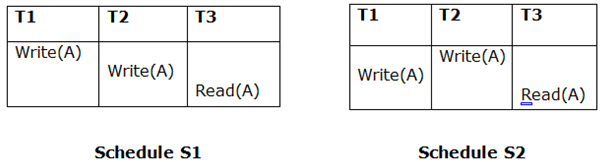 T1 T2 T3
Write(A)
Write(A)
Read(A)
Schedule S1
T1 T2 T3
Write(A)
Write(A)
Read(A)
Schedule S2